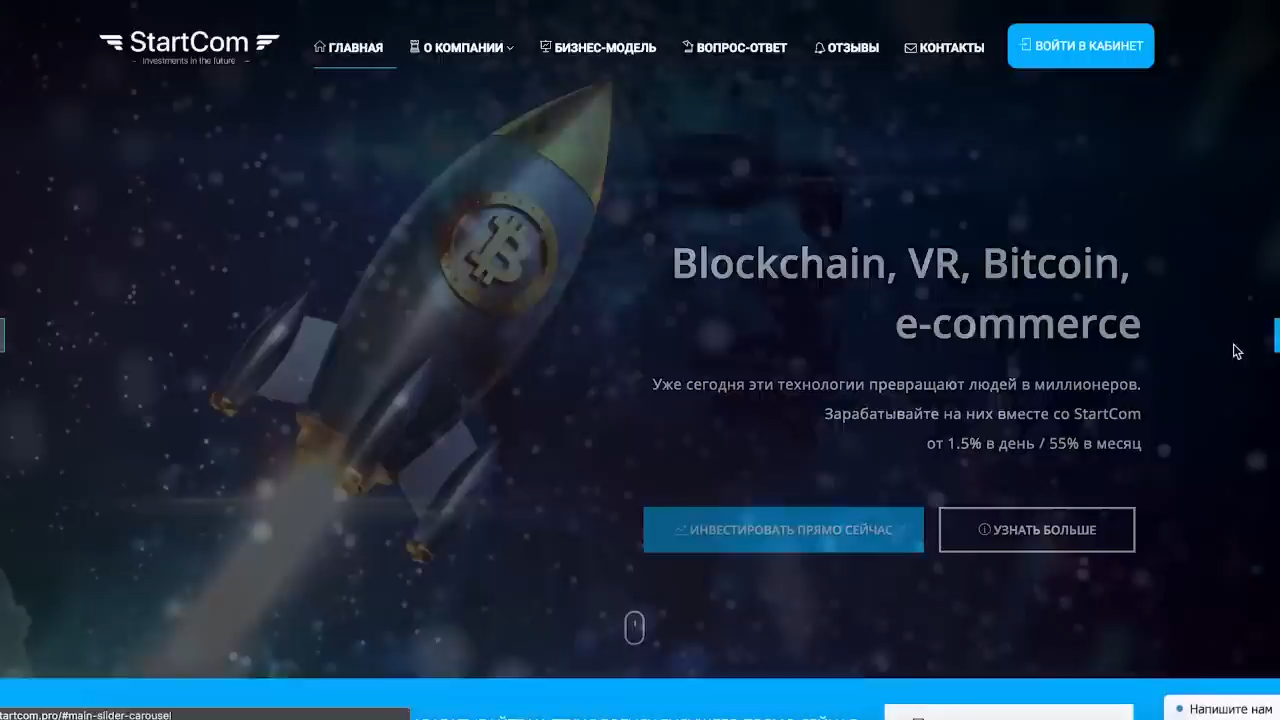 StartCom
investments in the future
ГЛАВНАЯ
О КОМПАНИИ
БИЗНЕС-МОДЕЛЬ
ВОПРОС-ОТВЕТ
ОТЗЫВЫ
КОНТАКТЫ
ВОЙТИ В КАБИНЕТ
Blockchain, VR, Bitcoin,
e-commerce
Уже сегодня эти технологии превращают людей в миллионеров.
Зарабатывайте на них вместе со StartCom
от 1.5% в день / 55% в месяц
ИНВЕСТИРОВАТЬ ПРЯМО СЕЙЧАС
УЗНАТЬ БОЛЬШЕ
tartcom.pro/#main-slider-carousel
Напишите нам